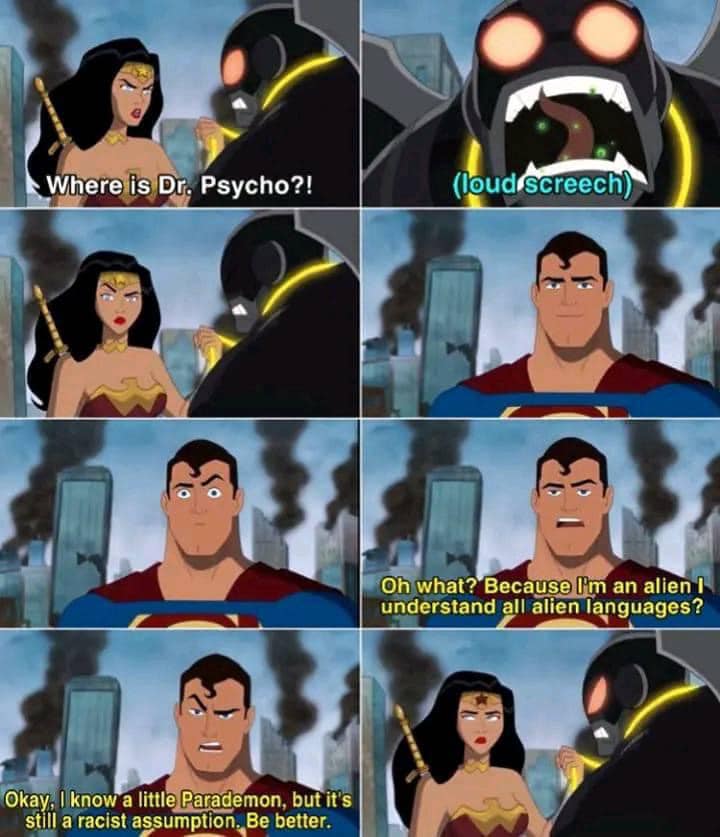 Where is Dr. Psycho?!
(loud screech)
Oh what? Because I'm an alien I
understand all alien languages?
Okay, I know a little Parademon, but it's
still a racist assumption. Be better.